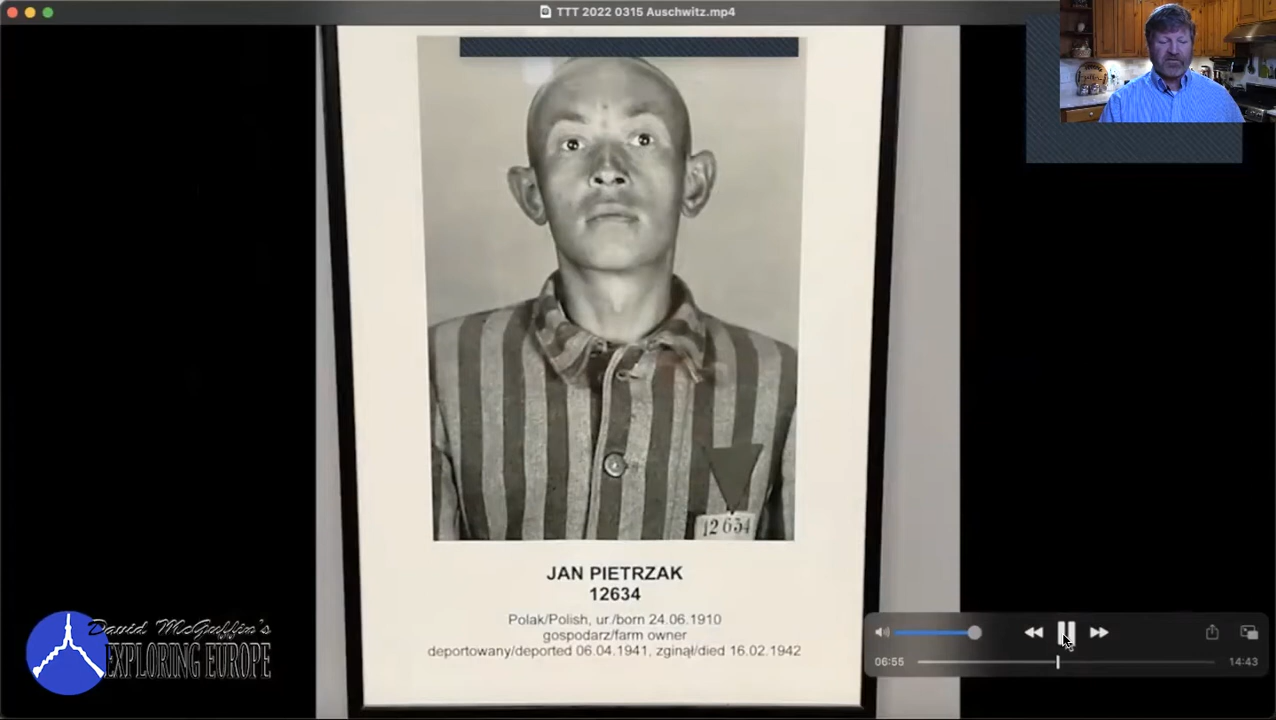 TTT 2022 0315 Auschwitz.mp4
12634
JAN PIETRZAK
12634
Polak/Polish, ur./born 24.06.1910
gospodarz/farm owner
deportowany/deported 06.04.1941, zginął/died 16.02.1942
David McGuffin's
EXPLORING EUROPE
06:55
14:43